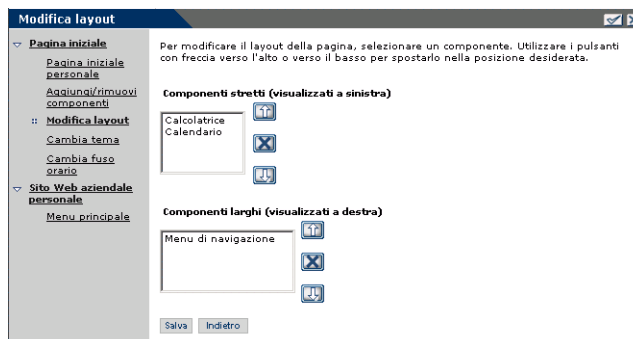 Modifica layout
Pagina iniziale
Pagina iniziale
personale
Aggiungi/rimuovi
componenti
Modifica layout
Cambia tema
Cambia fuso
orario
Sito Web aziendale
personale
Menu principale
Per modificare il layout della pagina, selezionare un componente. Utilizzare i pulsanti
con freccia verso l'alto o verso il basso per spostarlo nella posizione desiderata.
Componenti stretti (visualizzati a sinistra)
Calcolatrice
Calendario
Componenti larghi (visualizzati a destra)
Menu di navigazione
Salva
Indietro